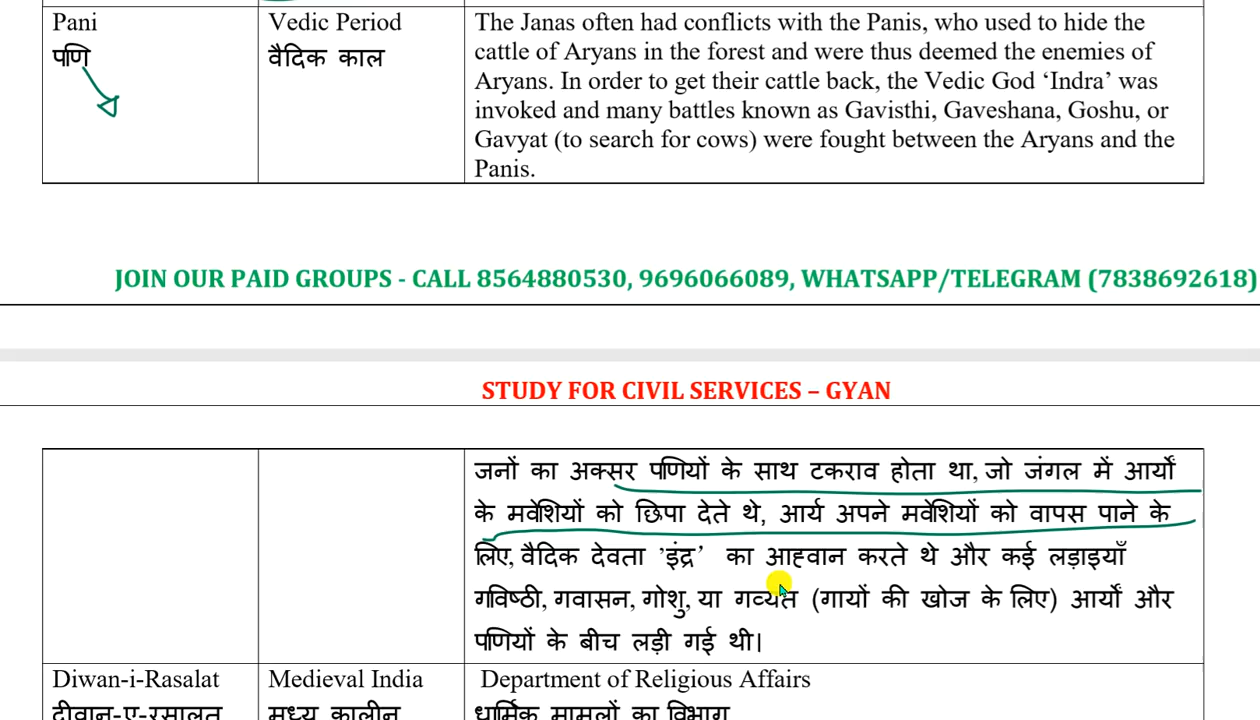 Pani
पणि
Vedic Period
वैदिक काल
The Janas often had conflicts with the Panis, who used to hide the
cattle of Aryans in the forest and were thus deemed the enemies of
Aryans. In order to get their cattle back, the Vedic God ‘Indra’ was
invoked and many battles known as Gavisthi, Gaveshana, Goshu, or
Gavyat (to search for cows) were fought between the Aryans and the
Panis.
JOIN OUR PAID GROUPS - CALL 8564880530, 9696066089, WHATSAPP/TELEGRAM (7838692618)
STUDY FOR CIVIL SERVICES – GYAN
जनों का अक्सर पणियों के साथ टकराव होता था, जो जंगल में आर्यों
के मवेशियों को छिपा देते थे, आर्य अपने मवेशियों को वापस पाने के
लिए, वैदिक देवता ’इंद्र’ का आह्वान करते थे और कई लड़ाइयाँ
गविष्ठी, गवासन, गोशु, या गव्यत (गायों की खोज के लिए) आर्यों और
पणियों के बीच लड़ी गई थी।
Diwan-i-Rasalat
दीवान-ए-रसालत
Medieval India
मध्य कालीन
Department of Religious Affairs
धार्मिक मामलों का विभाग